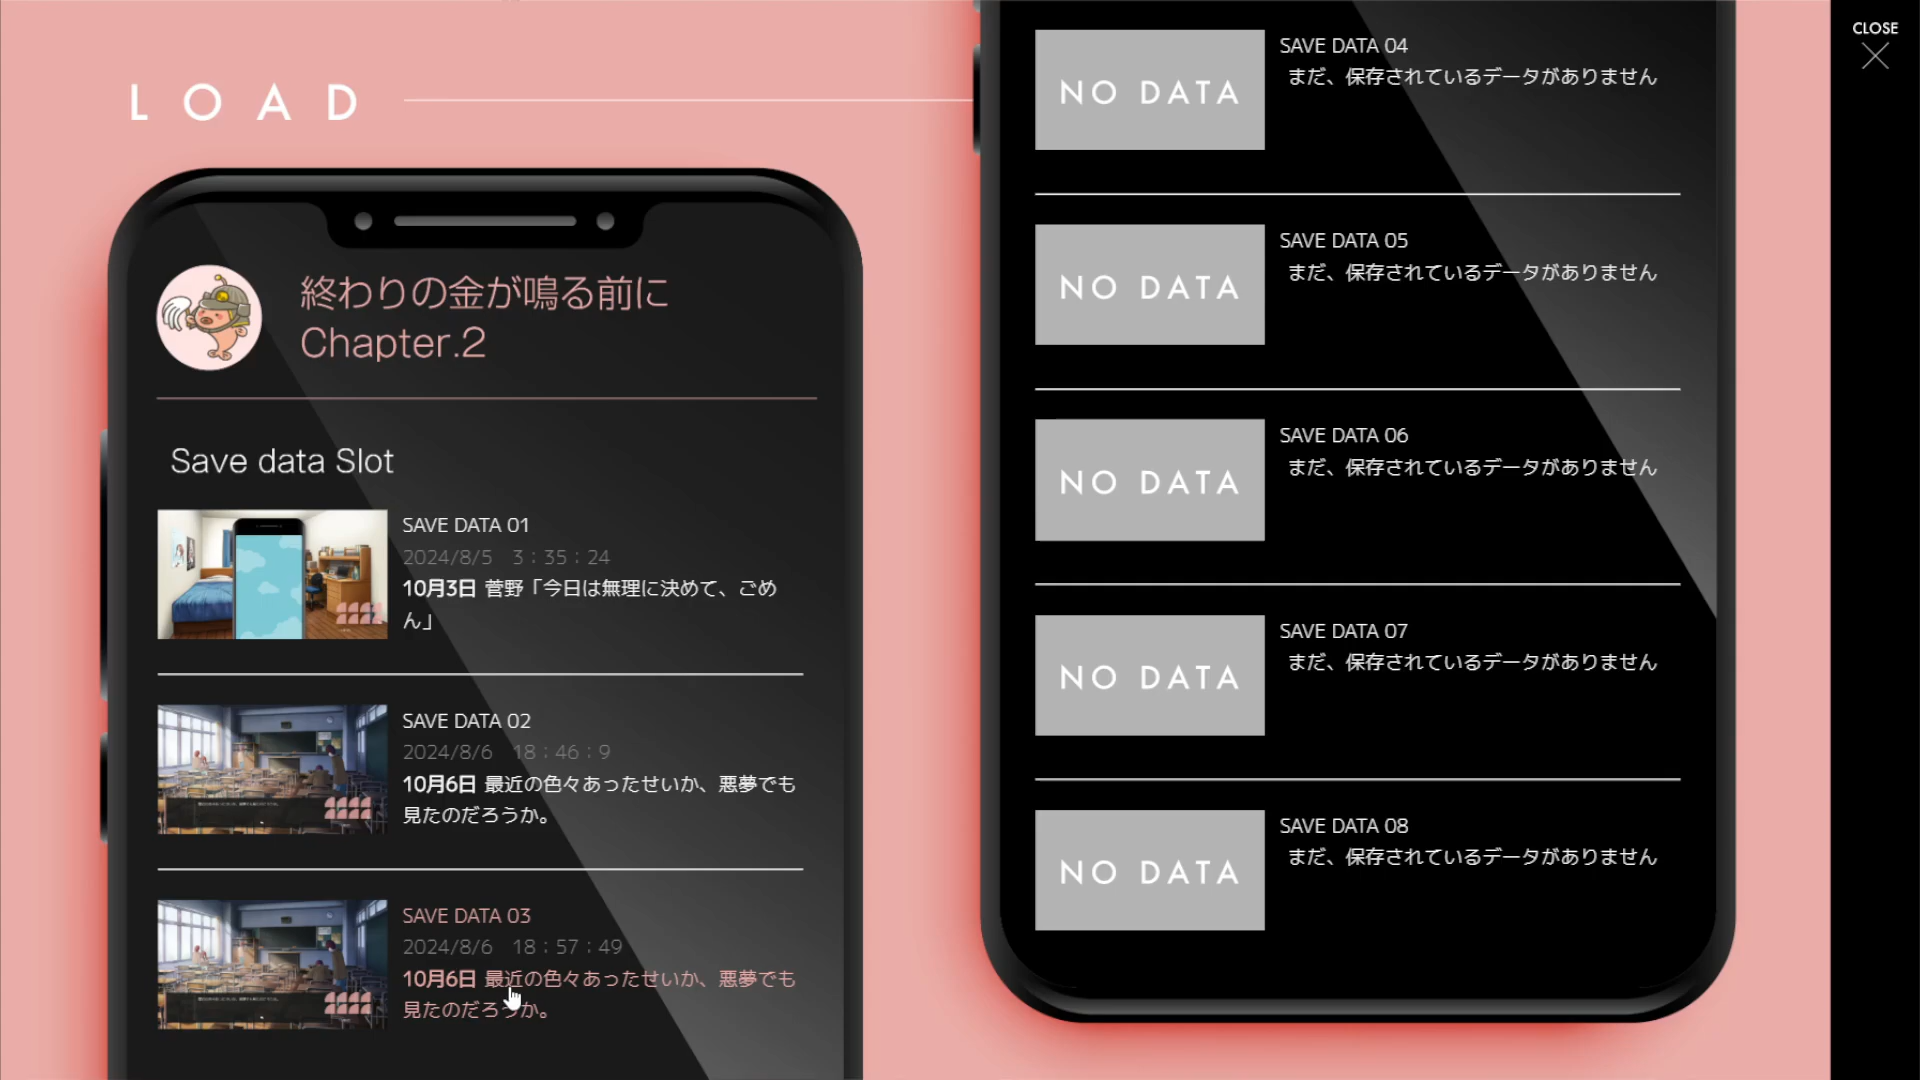 LOAD
終わりの金が鳴る前に
Chapter.2
Save data Slot
SAVE DATA 01
2024/8/5 3：35：24
10月3日 菅野「今日は無理に決めて、ごめ
ん」
SAVE DATA 02
2024/8/6 18：46：9
10月6日 最近の色々あったせいか、悪夢でも
見たのだろうか。
SAVE DATA 03
2024/8/6 18：57：49
10月6日 最近の色々あったせいか、悪夢でも
見たのだろうか。
NO DATA
SAVE DATA 04
まだ、保存されているデータがありません
NO DATA
SAVE DATA 05
まだ、保存されているデータがありません
NO DATA
SAVE DATA 06
まだ、保存されているデータがありません
NO DATA
SAVE DATA 07
まだ、保存されているデータがありません
NO DATA
SAVE DATA 08
まだ、保存されているデータがありません
CLOSE